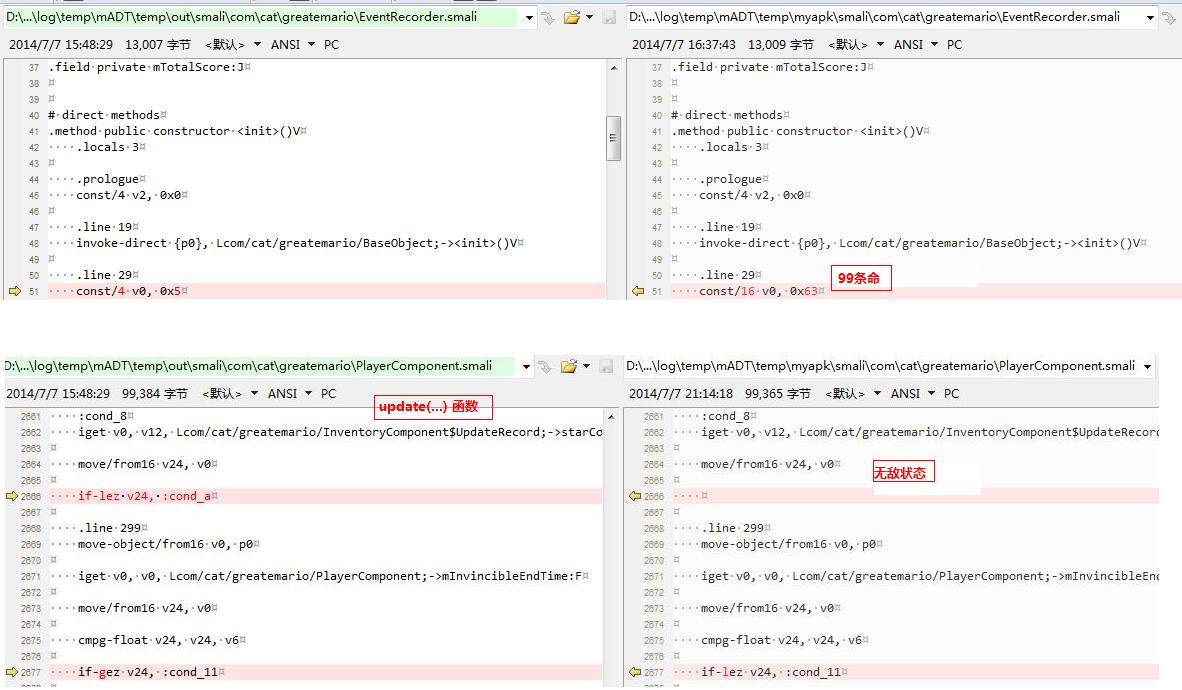 D:\...\log\temp\mADT\temp\out\smali\com\cat\greatemario\EventRecorder.smali
2014/7/7 15:48:29 13,007 字节 <默认> ANSI PC
37 .field private mTotalScore:J
38
39
40 # direct methods
41 .method public constructor <init>()V
42 .locals 3
43
44 .prologue
45 const/4 v2, 0x0
46
47 .line 19
48 invoke-direct {p0}, Lcom/cat/greatemario/BaseObject;-><init>()V
49
50 .line 29
51 const/4 v0, 0x5
D:\...\log\temp\mADT\temp\myapk\smali\com\cat\greatemario\EventRecorder.smali
2014/7/7 16:37:43 13,009 字节 <默认> ANSI PC
37 .field private mTotalScore:J
38
39
40 # direct methods
41 .method public constructor <init>()V
42 .locals 3
43
44 .prologue
45 const/4 v2, 0x0
46
47 .line 19
48 invoke-direct {p0}, Lcom/cat/greatemario/BaseObject;-><init>()V
49
50 .line 29
99条命
51 const/16 v0, 0x63
D:\...\log\temp\mADT\temp\out\smali\com\cat\greatemario\PlayerComponent.smali
2014/7/7 15:48:29 99,384 字节 <默认> ANSI PC
update(...) 函数
2661 :cond_8
2662 iget v0, v12, Lcom/cat/greatemario/InventoryComponent$UpdateRecord;->starCo
2663
2664 move/from16 v24, v0
2665
2666 if-lez v24, :cond_a
2667
2668 .line 299
2669 move-object/from16 v0, p0
2670
2671 iget v0, v0, Lcom/cat/greatemario/PlayerComponent;->mInvincibleEndTime:F
2672
2673 move/from16 v24, v0
2674
2675 cmpg-float v24, v24, v6
2676
2677 if-gez v24, :cond_11
D:\...\log\temp\mADT\temp\myapk\smali\com\cat\greatemario\PlayerComponent.smali
2014/7/7 21:14:18 99,365 字节 <默认> ANSI PC
2661 :cond_8
2662 iget v0, v12, Lcom/cat/greatemario/InventoryComponent$UpdateRecord
2663
2664 move/from16 v24, v0
无敌状态
2665
2666
2667
2668 .line 299
2669 move-object/from16 v0, p0
2670
2671 iget v0, v0, Lcom/cat/greatemario/PlayerComponent;->mInvincibleEnd
2672
2673 move/from16 v24, v0
2674
2675 cmpg-float v24, v24, v6
2676
2677 if-lez v24, :cond_11